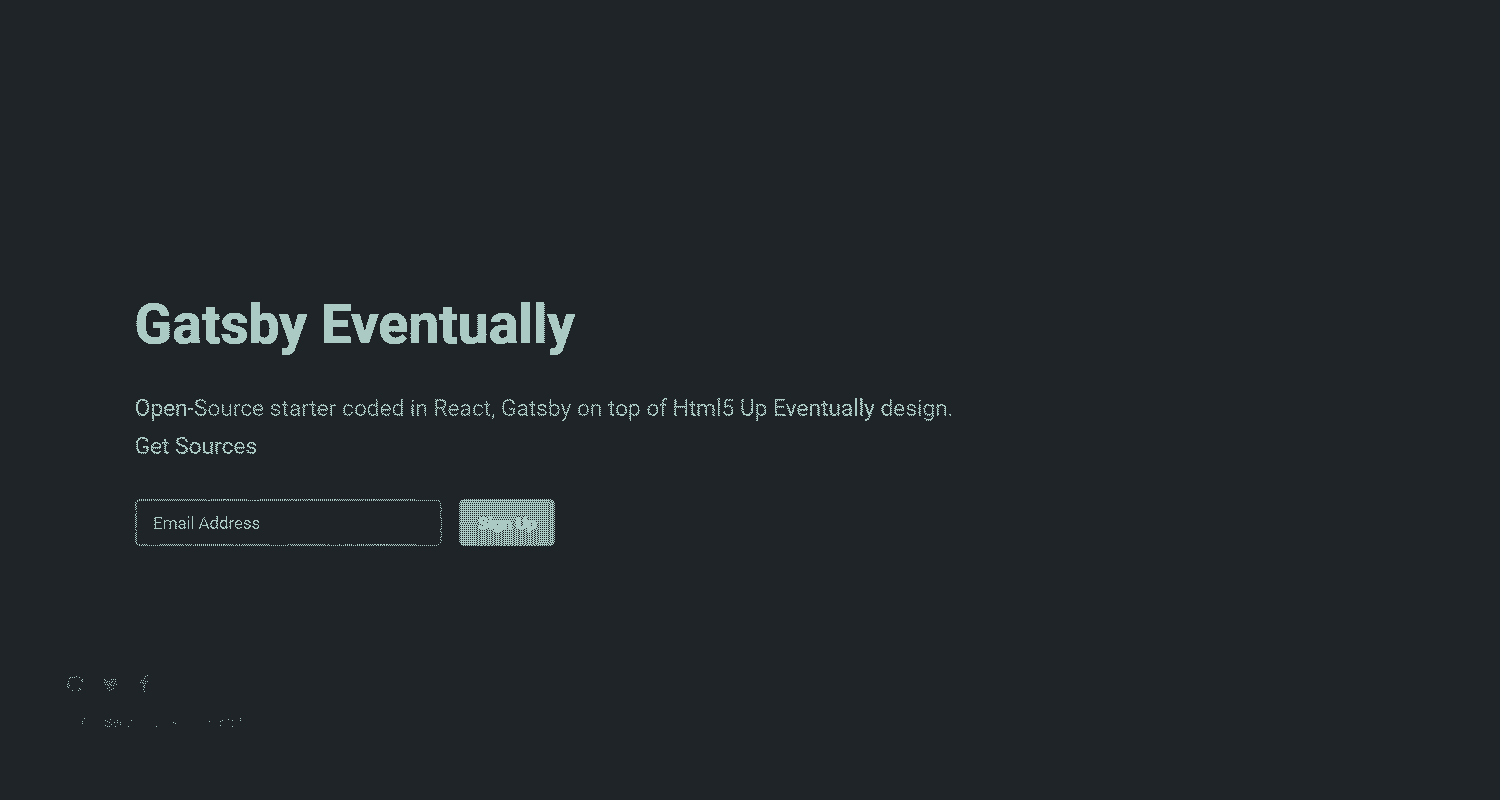 Gatsby Eventually
Open-Source starter coded in React, Gatsby on top of Html5 Up Eventually design.
Get Sources
Email Address
Sign Up